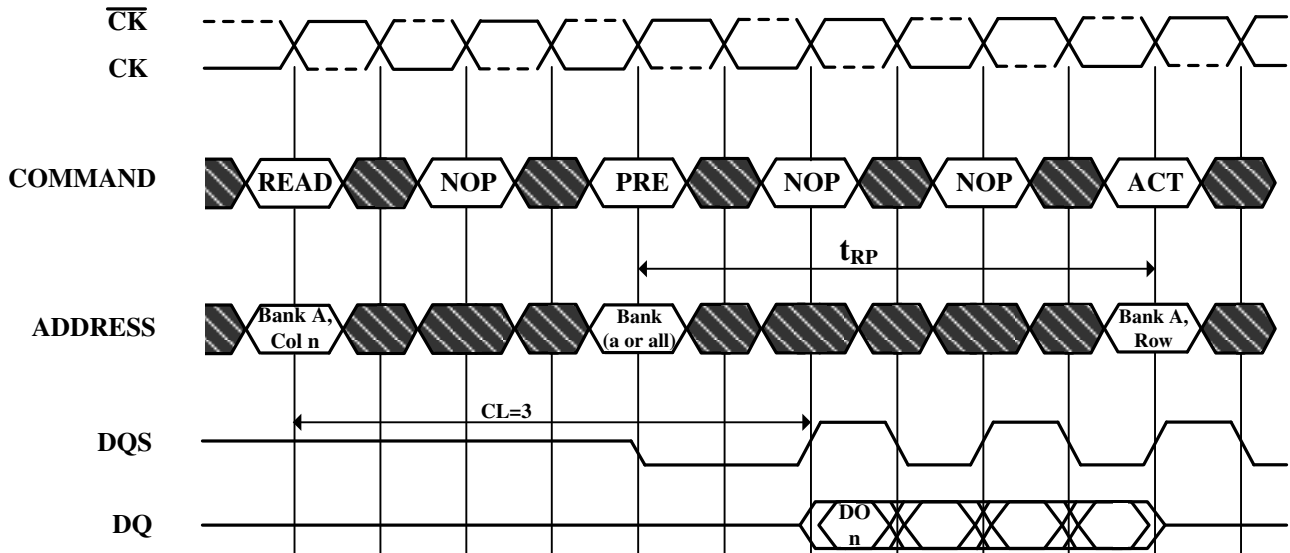 CK
CK
COMMAND READ NOP PRE NOP NOP ACT
tRP
ADDRESS Bank A, Col n Bank (a or all) Bank A, Row
CL=3
DQS
DQ DO n